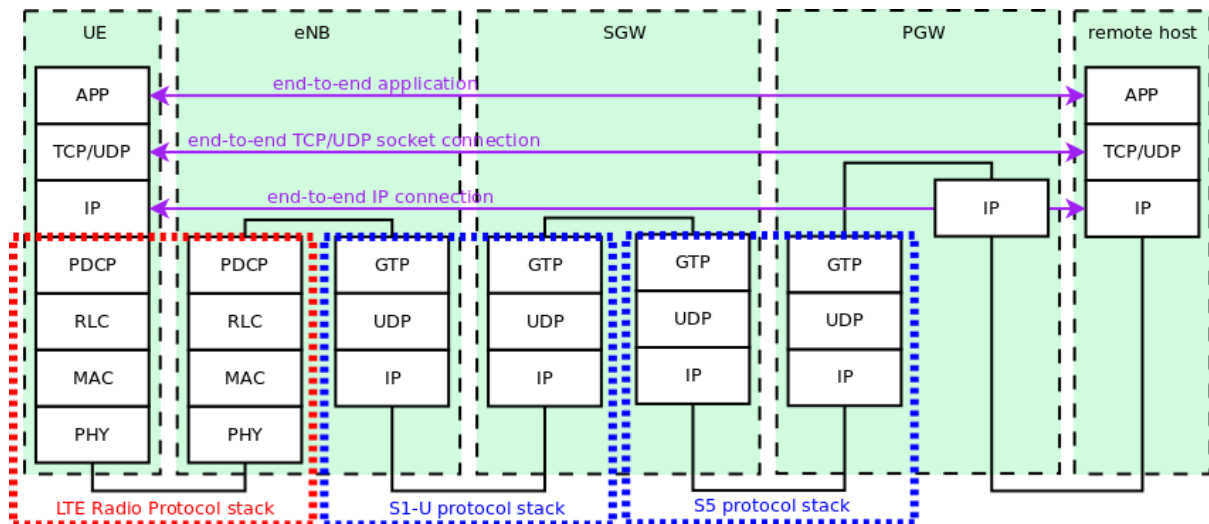 UE
eNB
SGW
PGW
remote host
end-to-end application
APP
APP
end-to-end TCP/UDP socket connection
TCP/UDP
TCP/UDP
end-to-end IP connection
IP
IP
IP
PDCP
PDCP
GTP
GTP
GTP
GTP
RLC
RLC
UDP
UDP
UDP
UDP
MAC
MAC
IP
IP
IP
IP
PHY
PHY
LTE Radio Protocol stack
S1-U protocol stack
S5 protocol stack